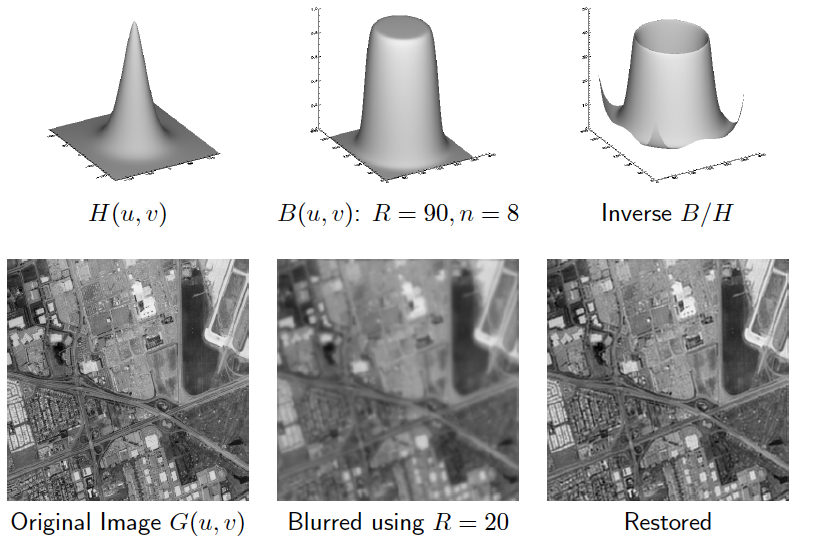 H(u, v)
B(u, v): R = 90, n = 8
Inverse B/H
Original Image G(u, v)
Blurred using R = 20
Restored